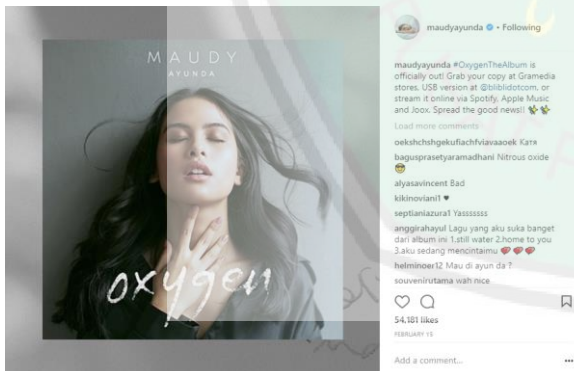 MAUDY
AYUNDA
oxygen
maudyayunda • Following
maudyayunda #OxygenTheAlbum is
officially out! Grab your copy at Gramedia
stores, USB version at @bliblidotcom, or
stream it online via Spotify, Apple Music
and Joox. Spread the good news!!
Load more comments
oekshchshgekufiachfviavaaoek Катя
bagusprasetyaramadhani Nitrous oxide
alyasavincent Bad
kikinoviani1
septianiazura1 Yasssssss
anggirahayul Lagu yang aku suka banget
dari album ini 1.still water 2.home to you
3.aku sedang mencintaimu
helminoer12 Mau di ayun da ?
souvenirutama wah nice
54,181 likes
FEBRUARY 15
Add a comment...